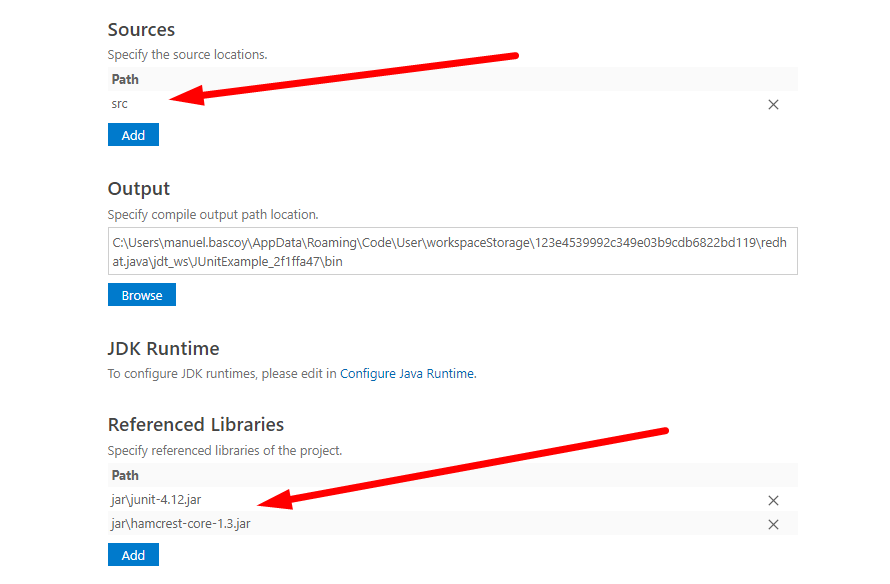 Sources
Specify the source locations.
Path
src
Add
Output
Specify compile output path location.
C:\Users\manuel.bascoy\AppData\Roaming\Code\User\workspaceStorage\123e4539992c349e03b9cdb6822bd119\redh
at.java\jdt_ws\JUnitExample_2f1ffa47\bin
Browse
JDK Runtime
To configure JDK runtimes, please edit in Configure Java Runtime.
Referenced Libraries
Specify referenced libraries of the project.
Path
jar\junit-4.12.jar
jar\hamcrest-core-1.3.jar
Add